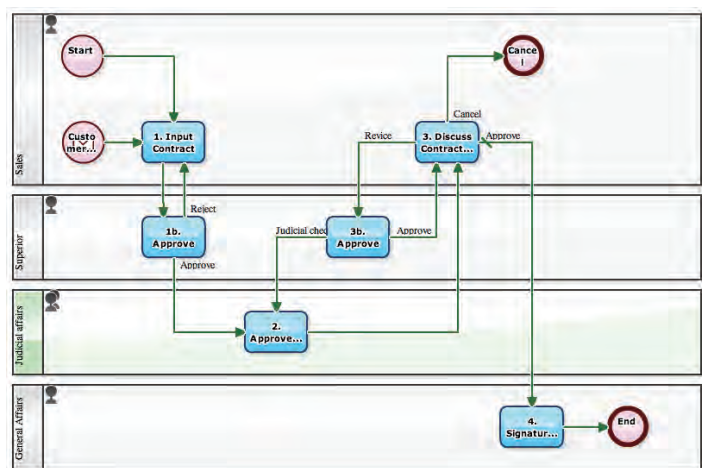 Sales
Start
Cance
l
Custo
mer...
1. Input
Contract
3. Discuss
Contract...
Cancel
Revice
Approve
Superior
Reject
1b.
Approve
Approve
Judicial chec
3b.
Approve
Approve
Judicial affairs
2.
Approve...
General Affairs
4.
Signatur...
End